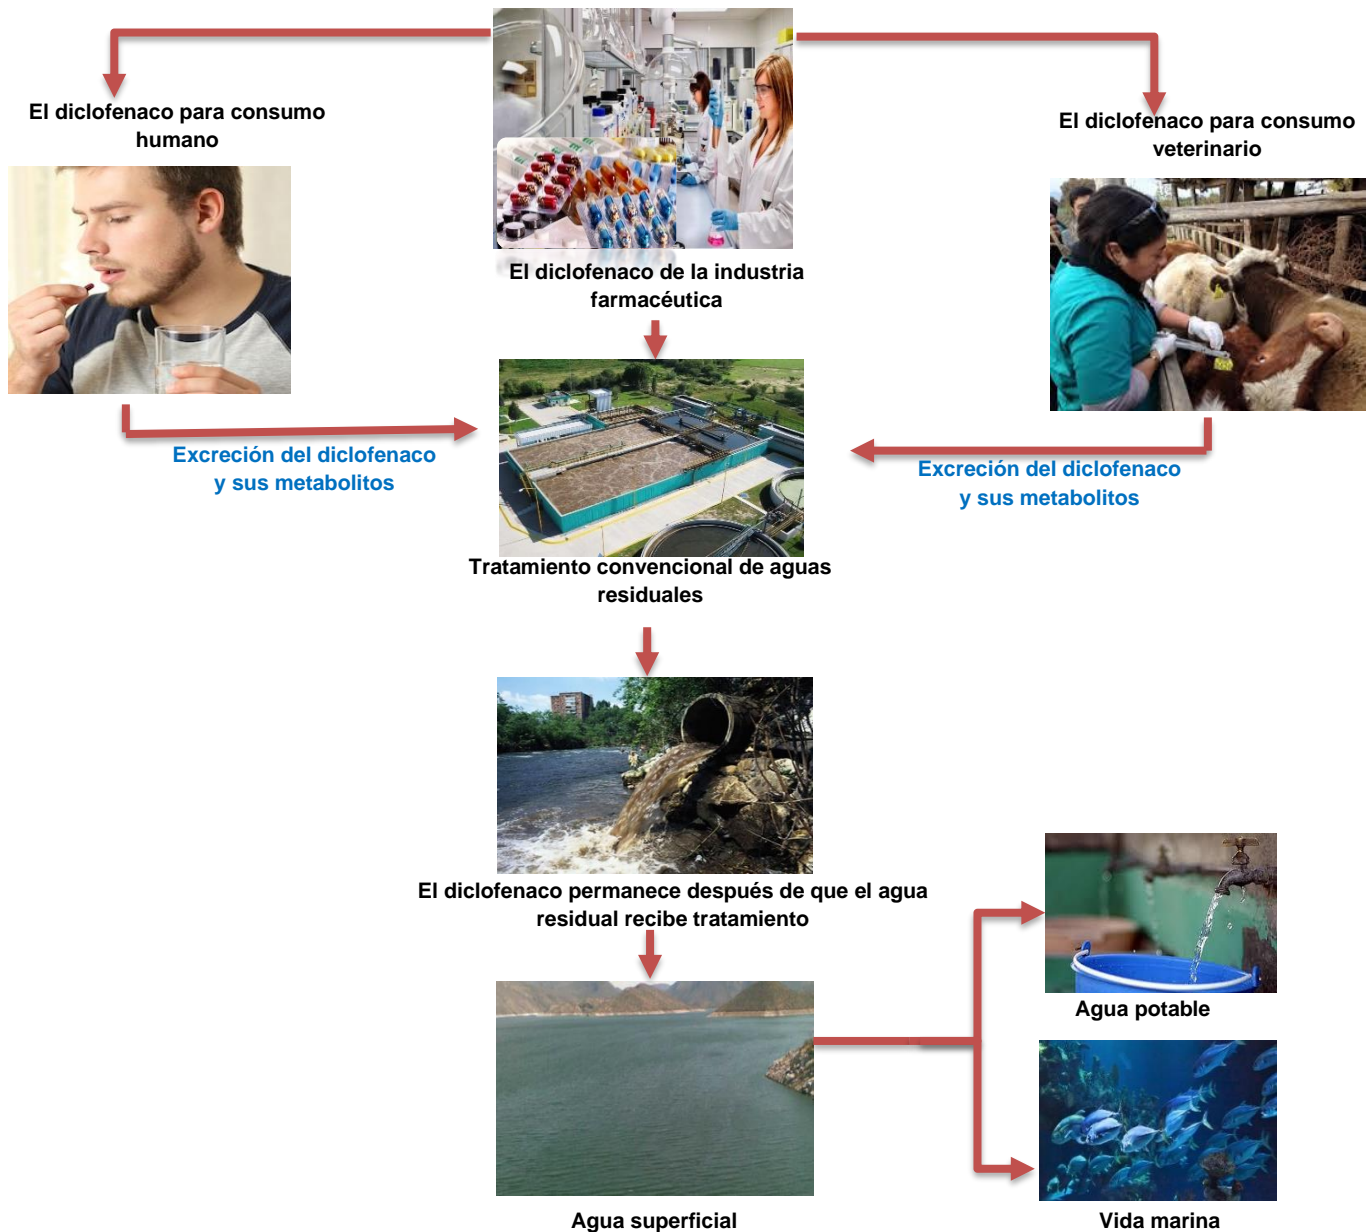 El diclofenaco para consumo
humano
El diclofenaco para consumo
veterinario
El diclofenaco de la industria
farmacéutica
Excreción del diclofenaco
y sus metabolitos
Excreción del diclofenaco
y sus metabolitos
Tratamiento convencional de aguas
residuales
El diclofenaco permanece después de que el agua
residual recibe tratamiento
Agua potable
Agua superficial
Vida marina